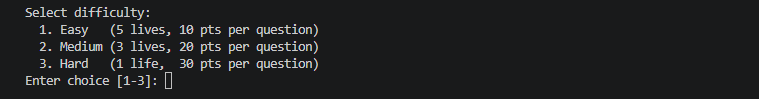 Select difficulty:
  1. Easy   (5 lives, 10 pts per question)
  2. Medium (3 lives, 20 pts per question)
  3. Hard   (1 life,  30 pts per question)
Enter choice [1-3]: